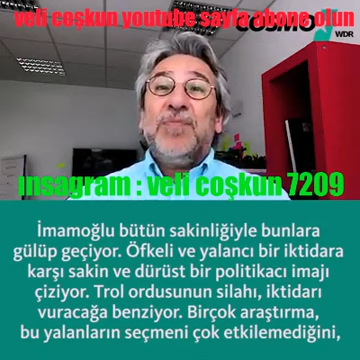 veli coşkun youtube sayfa abone olun
COSMO
WDR
ınsagram : veli coşkun 7209
İmamoğlu bütün sakinliğiyle bunlara
gülüp geçiyor. Öfkeli ve yalancı bir iktidara
karşı sakin ve dürüst bir politikacı imajı
çiziyor. Trol ordusunun silahı, iktidarı
vuracağa benziyor. Birçok araştırma,
bu yalanların seçmeni çok etkilemediğini,